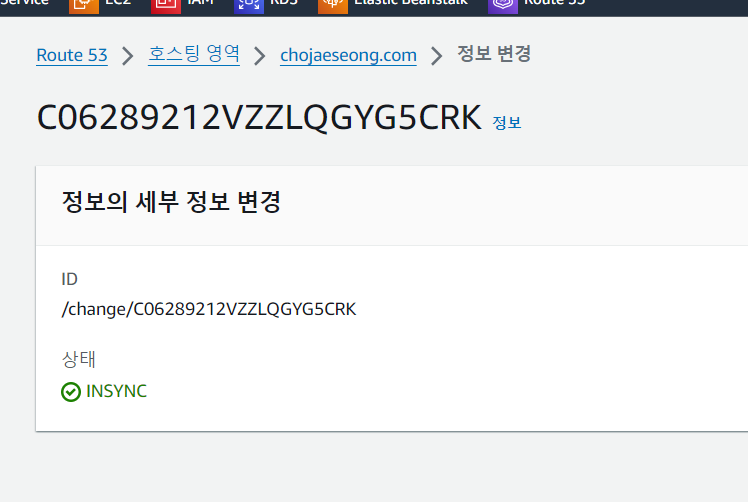 Service EC2 IAM RDS Elastic Beanstalk Route 53
Route 53 > 호스팅 영역 > chojaeseong.com > 정보 변경
C06289212VZZLQGYG5CRK 정보
정보의 세부 정보 변경
ID
/change/C06289212VZZLQGYG5CRK
상태
INSYNC